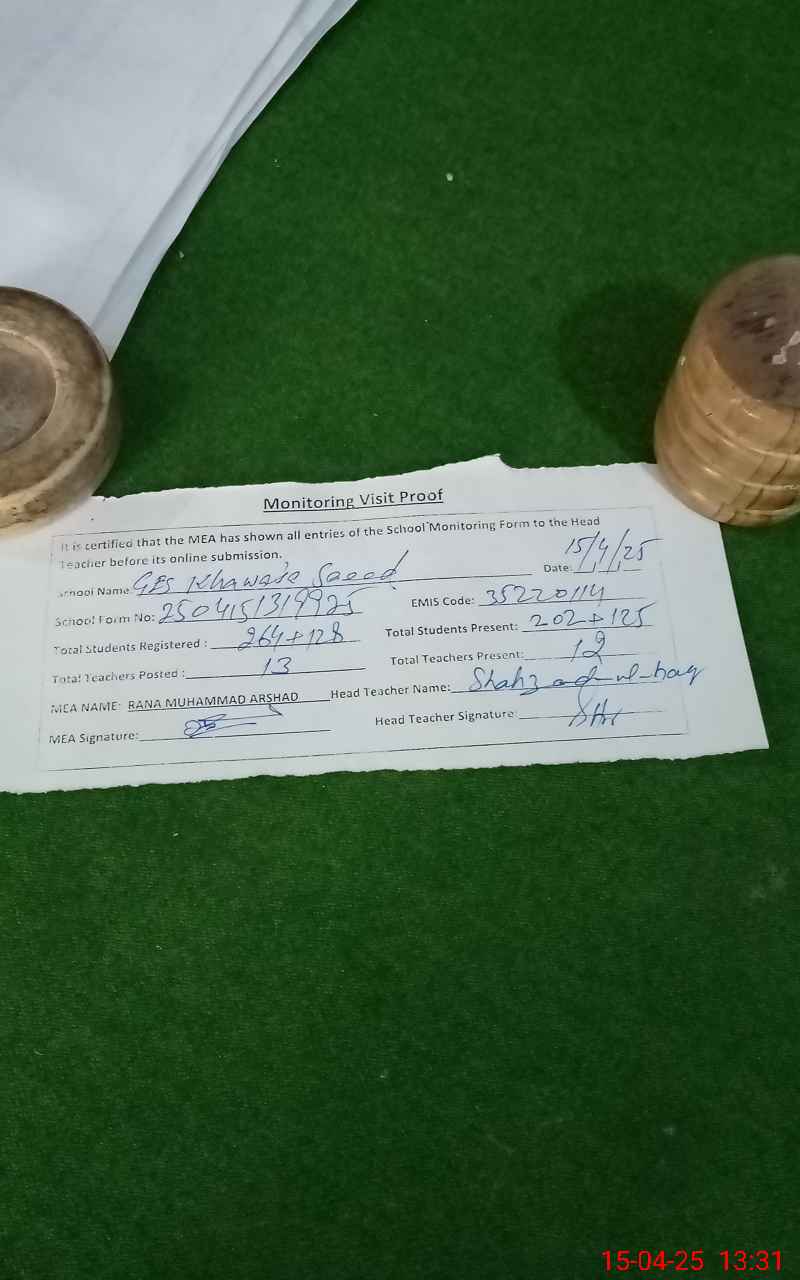 Monitoring Visit Proof
It is certified that the MEA has shown all entries of the School Monitoring Form to the Head
Teacher before its online submission.
School Name: GES Khawaja Saeed Date: 15/4/25
School Form No: 2504151319925 EMIS Code: 35220114
Total Students Registered : 264+128 Total Students Present: 202+125
Total Teachers Posted : 13 Total Teachers Present: 12
MEA NAME: RANA MUHAMMAD ARSHAD Head Teacher Name: Shahzad-ul-haq
MEA Signature: Head Teacher Signature:
15-04-25 13:31